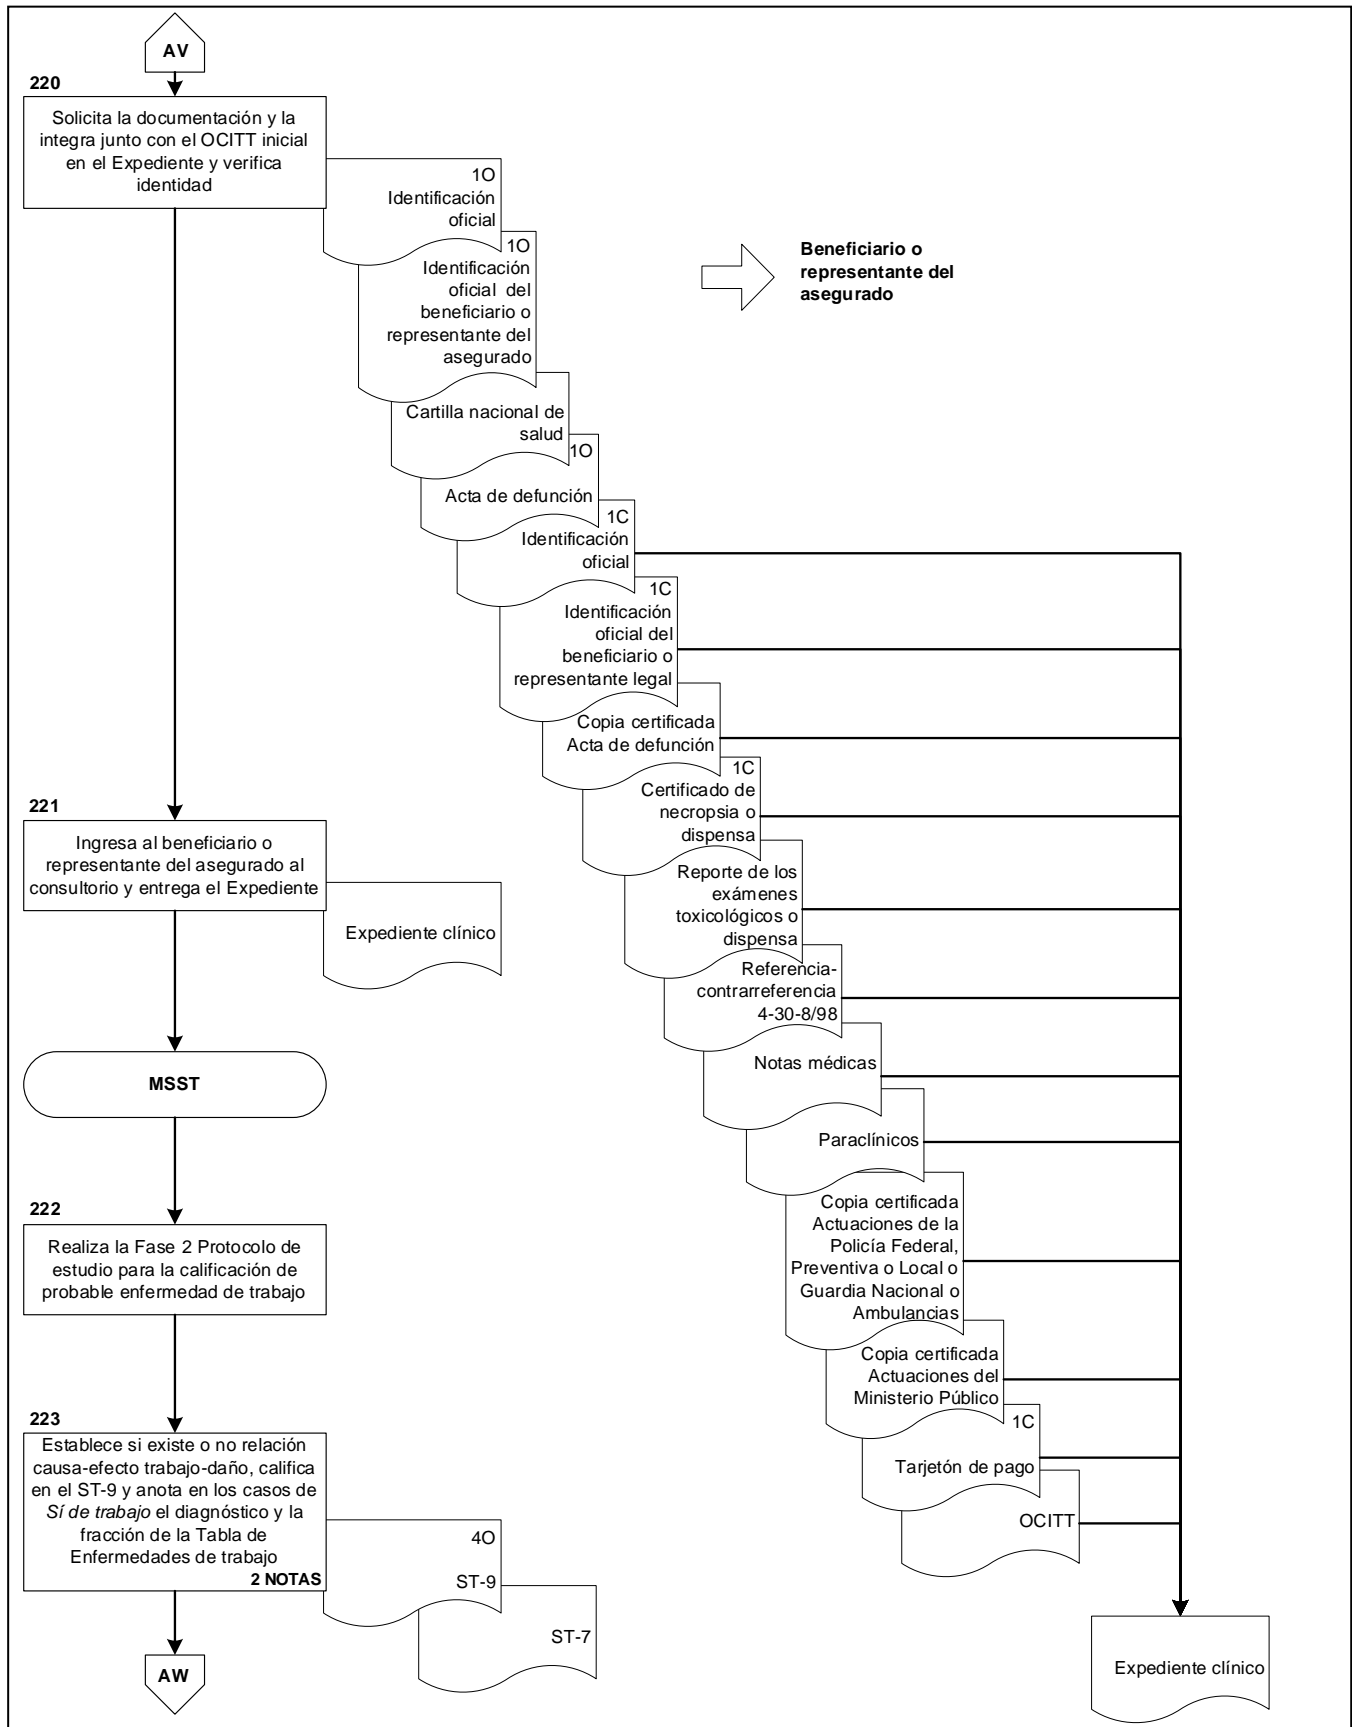 AV
220
Solicita la documentación y la
integra junto con el OCITT inicial
en el Expediente y verifica
identidad
1O
Identificación
oficial
1O
Identificación
oficial del
beneficiario o
representante del
asegurado
Beneficiario o
representante del
asegurado
Cartilla nacional de
salud
1O
Acta de defunción
1C
Identificación
oficial
1C
Identificación
oficial del
beneficiario o
representante legal
Copia certificada
Acta de defunción
1C
Certificado de
necropsia o
dispensa
Reporte de los
exámenes
toxicológicos o
dispensa
Referencia-
contrarreferencia
4-30-8/98
Notas médicas
Paraclínicos
Copia certificada
Actuaciones de la
Policía Federal,
Preventiva o Local o
Guardia Nacional o
Ambulancias
Copia certificada
Actuaciones del
Ministerio Público
1C
Tarjetón de pago
OCITT
Expediente clínico
221
Ingresa al beneficiario o
representante del asegurado al
consultorio y entrega el Expediente
Expediente clínico
MSST
222
Realiza la Fase 2 Protocolo de
estudio para la calificación de
probable enfermedad de trabajo
223
Establece si existe o no relación
causa-efecto trabajo-daño, califica
en el ST-9 y anota en los casos de
Sí de trabajo el diagnóstico y la
fracción de la Tabla de
Enfermedades de trabajo
2 NOTAS
4O
ST-9
ST-7
AW